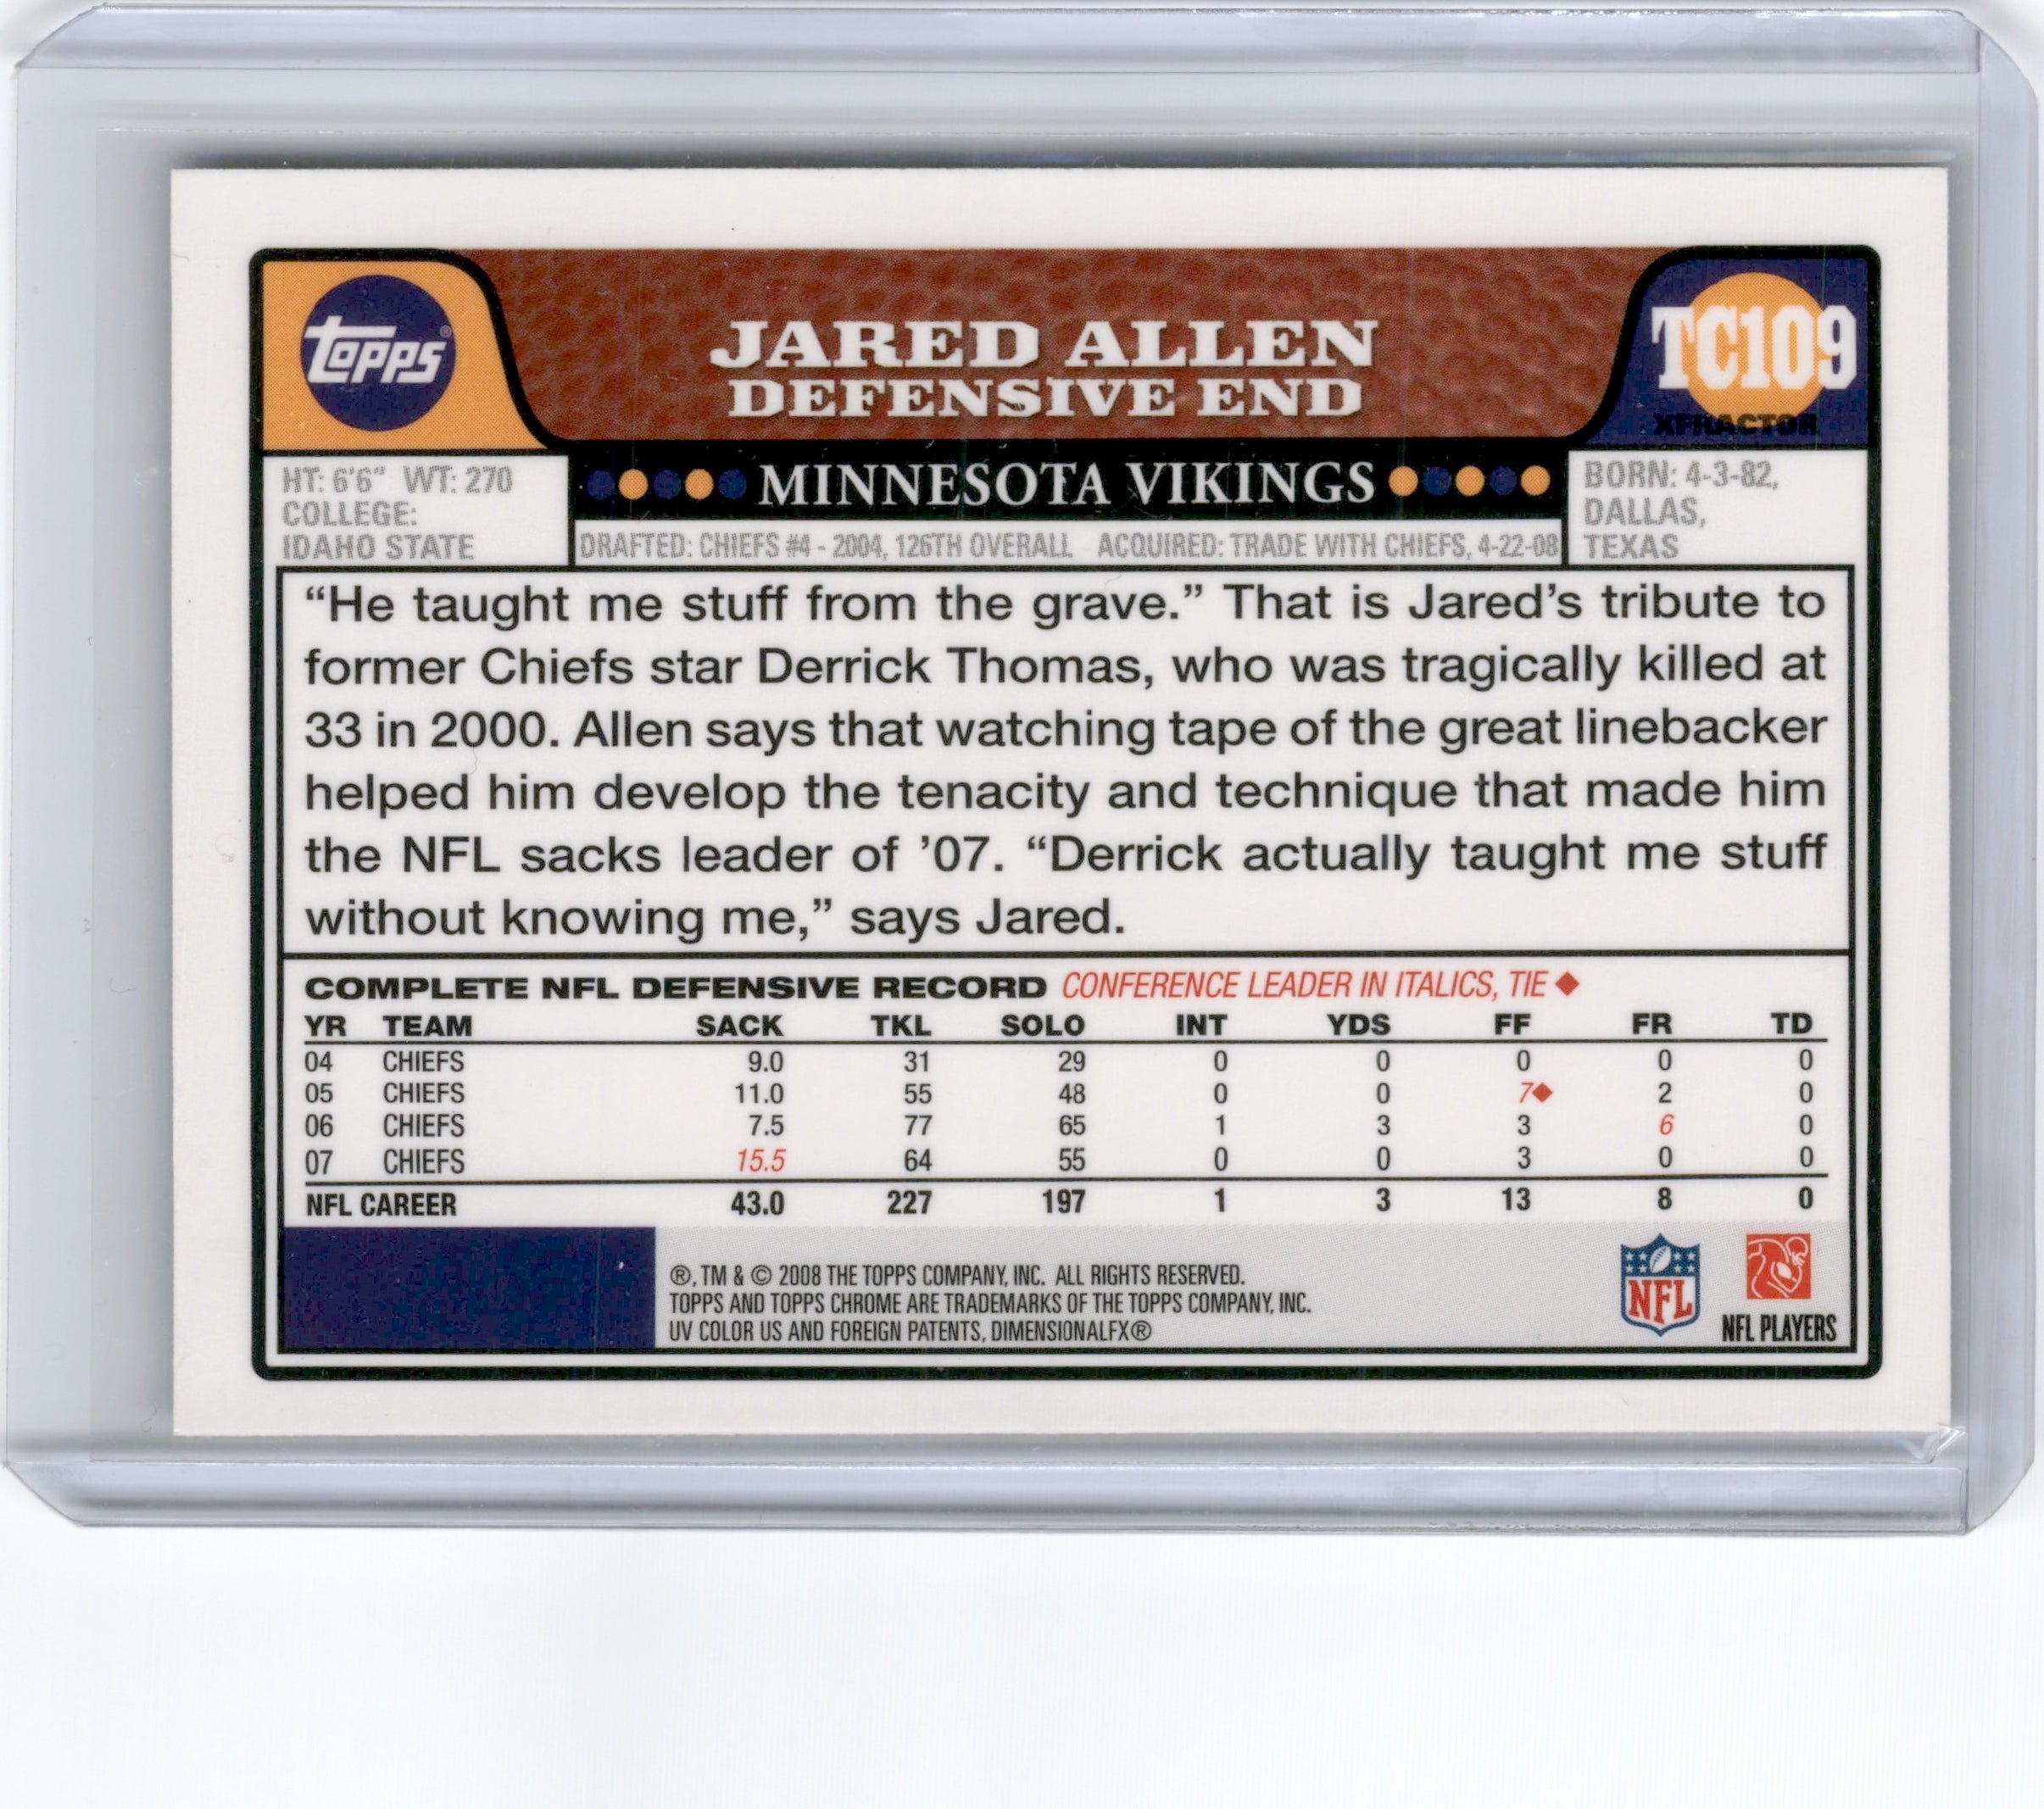 topps®
JARED ALLEN
DEFENSIVE END
TC109
XFRACTOR
HT: 6'6" WT: 270
COLLEGE:
IDAHO STATE
MINNESOTA VIKINGS
DRAFTED: CHIEFS #4 - 2004, 126TH OVERALL ACQUIRED: TRADE WITH CHIEFS, 4-22-08
BORN: 4-3-82,
DALLAS,
TEXAS
“He taught me stuff from the grave.” That is Jared’s tribute to
former Chiefs star Derrick Thomas, who was tragically killed at
33 in 2000. Allen says that watching tape of the great linebacker
helped him develop the tenacity and technique that made him
the NFL sacks leader of ’07. “Derrick actually taught me stuff
without knowing me,” says Jared.
COMPLETE NFL DEFENSIVE RECORD CONFERENCE LEADER IN ITALICS, TIE ◆
YR TEAM SACK TKL SOLO INT YDS FF FR TD
04 CHIEFS 9.0 31 29 0 0 0 0 0
05 CHIEFS 11.0 55 48 0 0 7◆ 2 0
06 CHIEFS 7.5 77 65 1 3 3 6 0
07 CHIEFS 15.5 64 55 0 0 3 0 0
NFL CAREER 43.0 227 197 1 3 13 8 0
®, TM & © 2008 THE TOPPS COMPANY, INC. ALL RIGHTS RESERVED.
TOPPS AND TOPPS CHROME ARE TRADEMARKS OF THE TOPPS COMPANY, INC.
UV COLOR US AND FOREIGN PATENTS, DIMENSIONALFX®
NFL
NFL PLAYERS